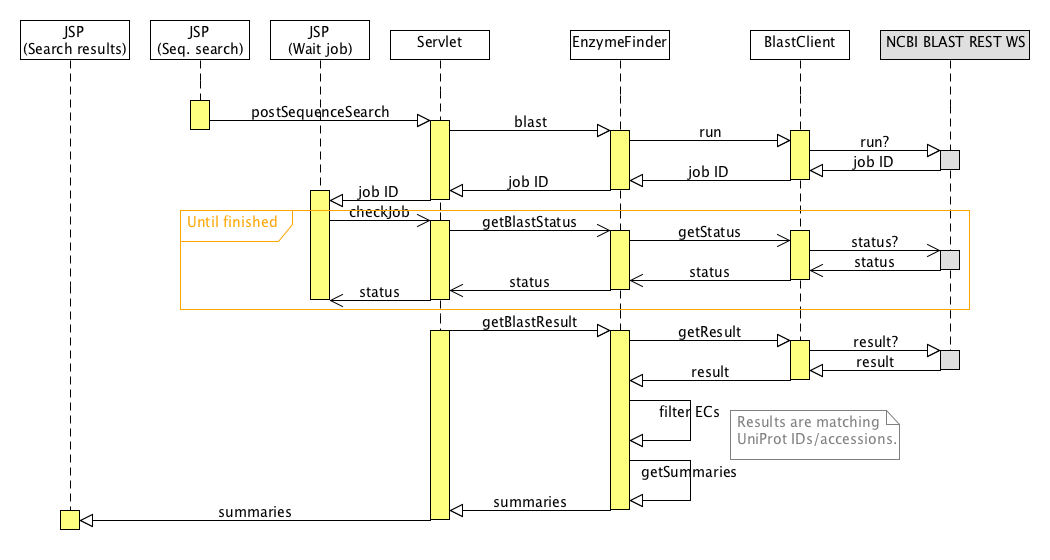 JSP
(Search results)
JSP
(Seq. search)
JSP
(Wait job)
Servlet
EnzymeFinder
BlastClient
NCBI BLAST REST WS
postSequenceSearch
blast
run
run?
job ID
job ID
job ID
job ID
checkJob
Until finished
getBlastStatus
getStatus
status?
status
status
status
status
getBlastResult
getResult
result?
result
result
filter ECs
Results are matching
UniProt IDs/accessions.
getSummaries
summaries
summaries